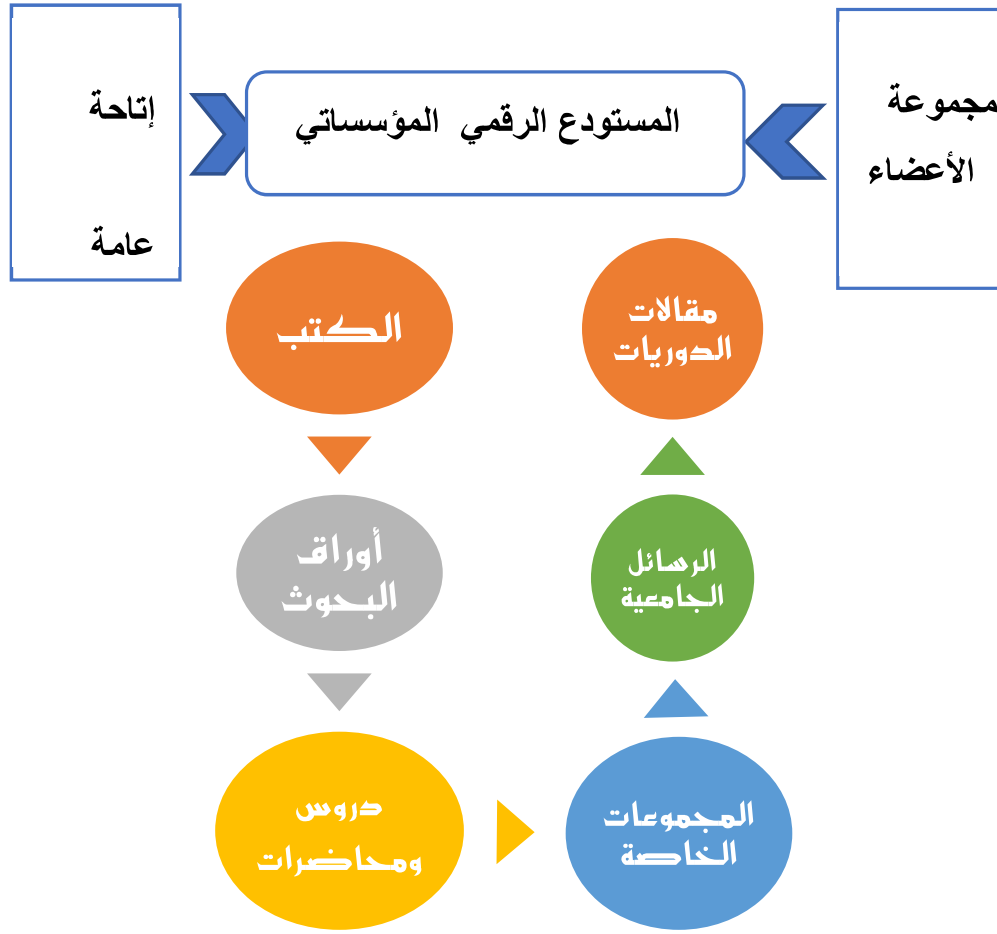 مجموعة
الأعضاء
المستودع الرقمي المؤسساتي
إتاحة
عامة
الكتب
أوراق
البحوث
دروس
ومحاضرات
المجموعات
الخاصة
الرسائل
الجامعية
مقالات
الدوريات